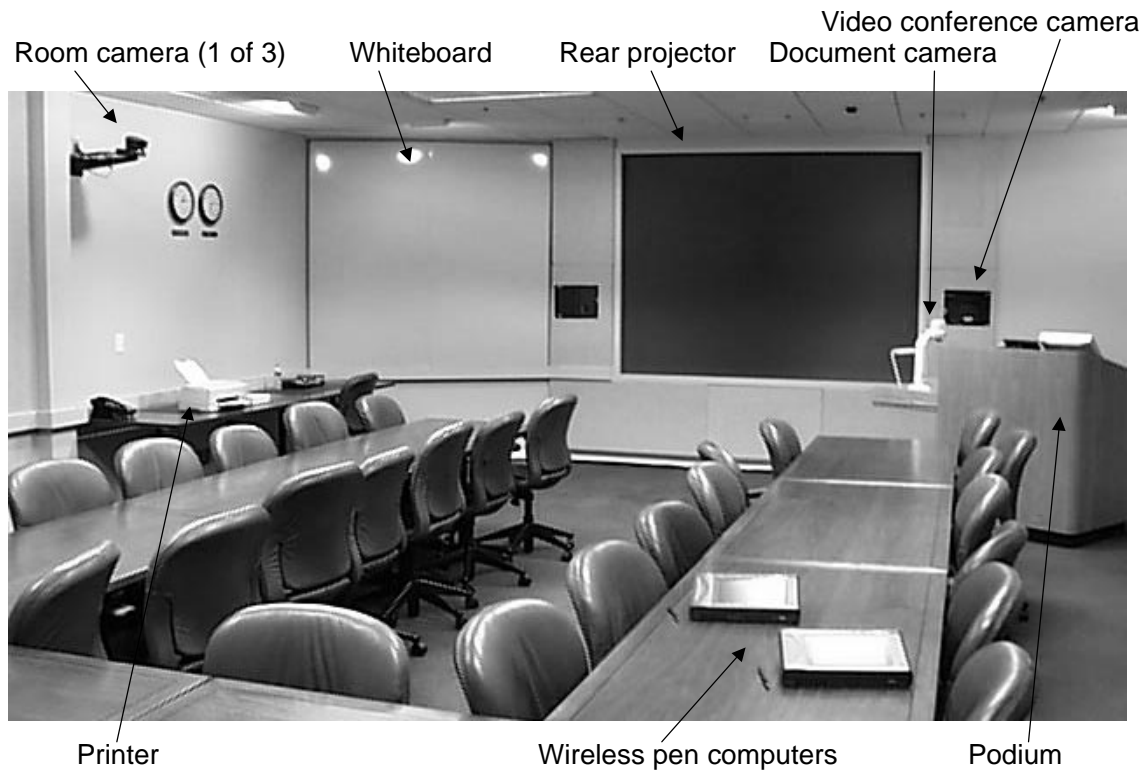 Video conference camera
Room camera (1 of 3) Whiteboard Rear projector Document camera
Printer Wireless pen computers Podium